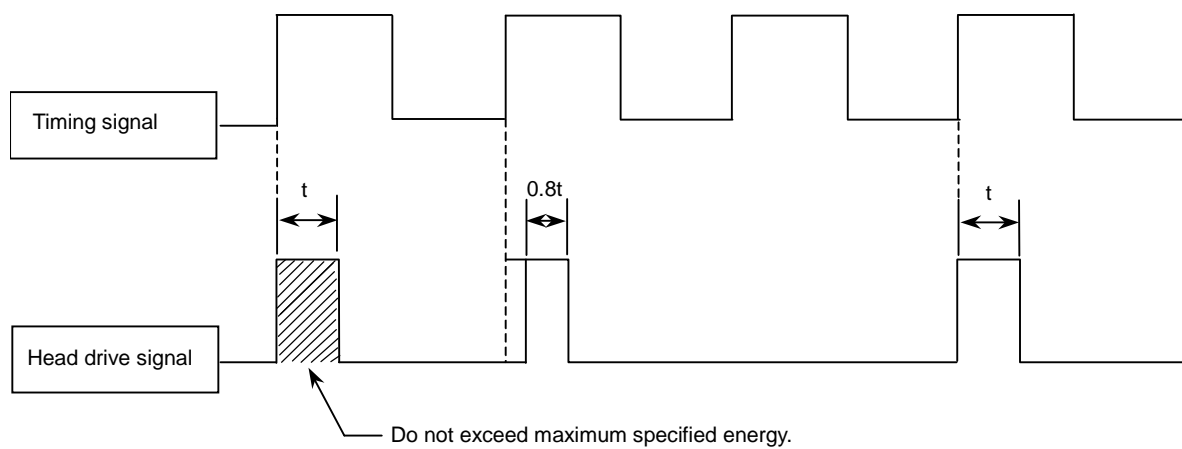 Timing signal
t
0.8t
t
Head drive signal
Do not exceed maximum specified energy.